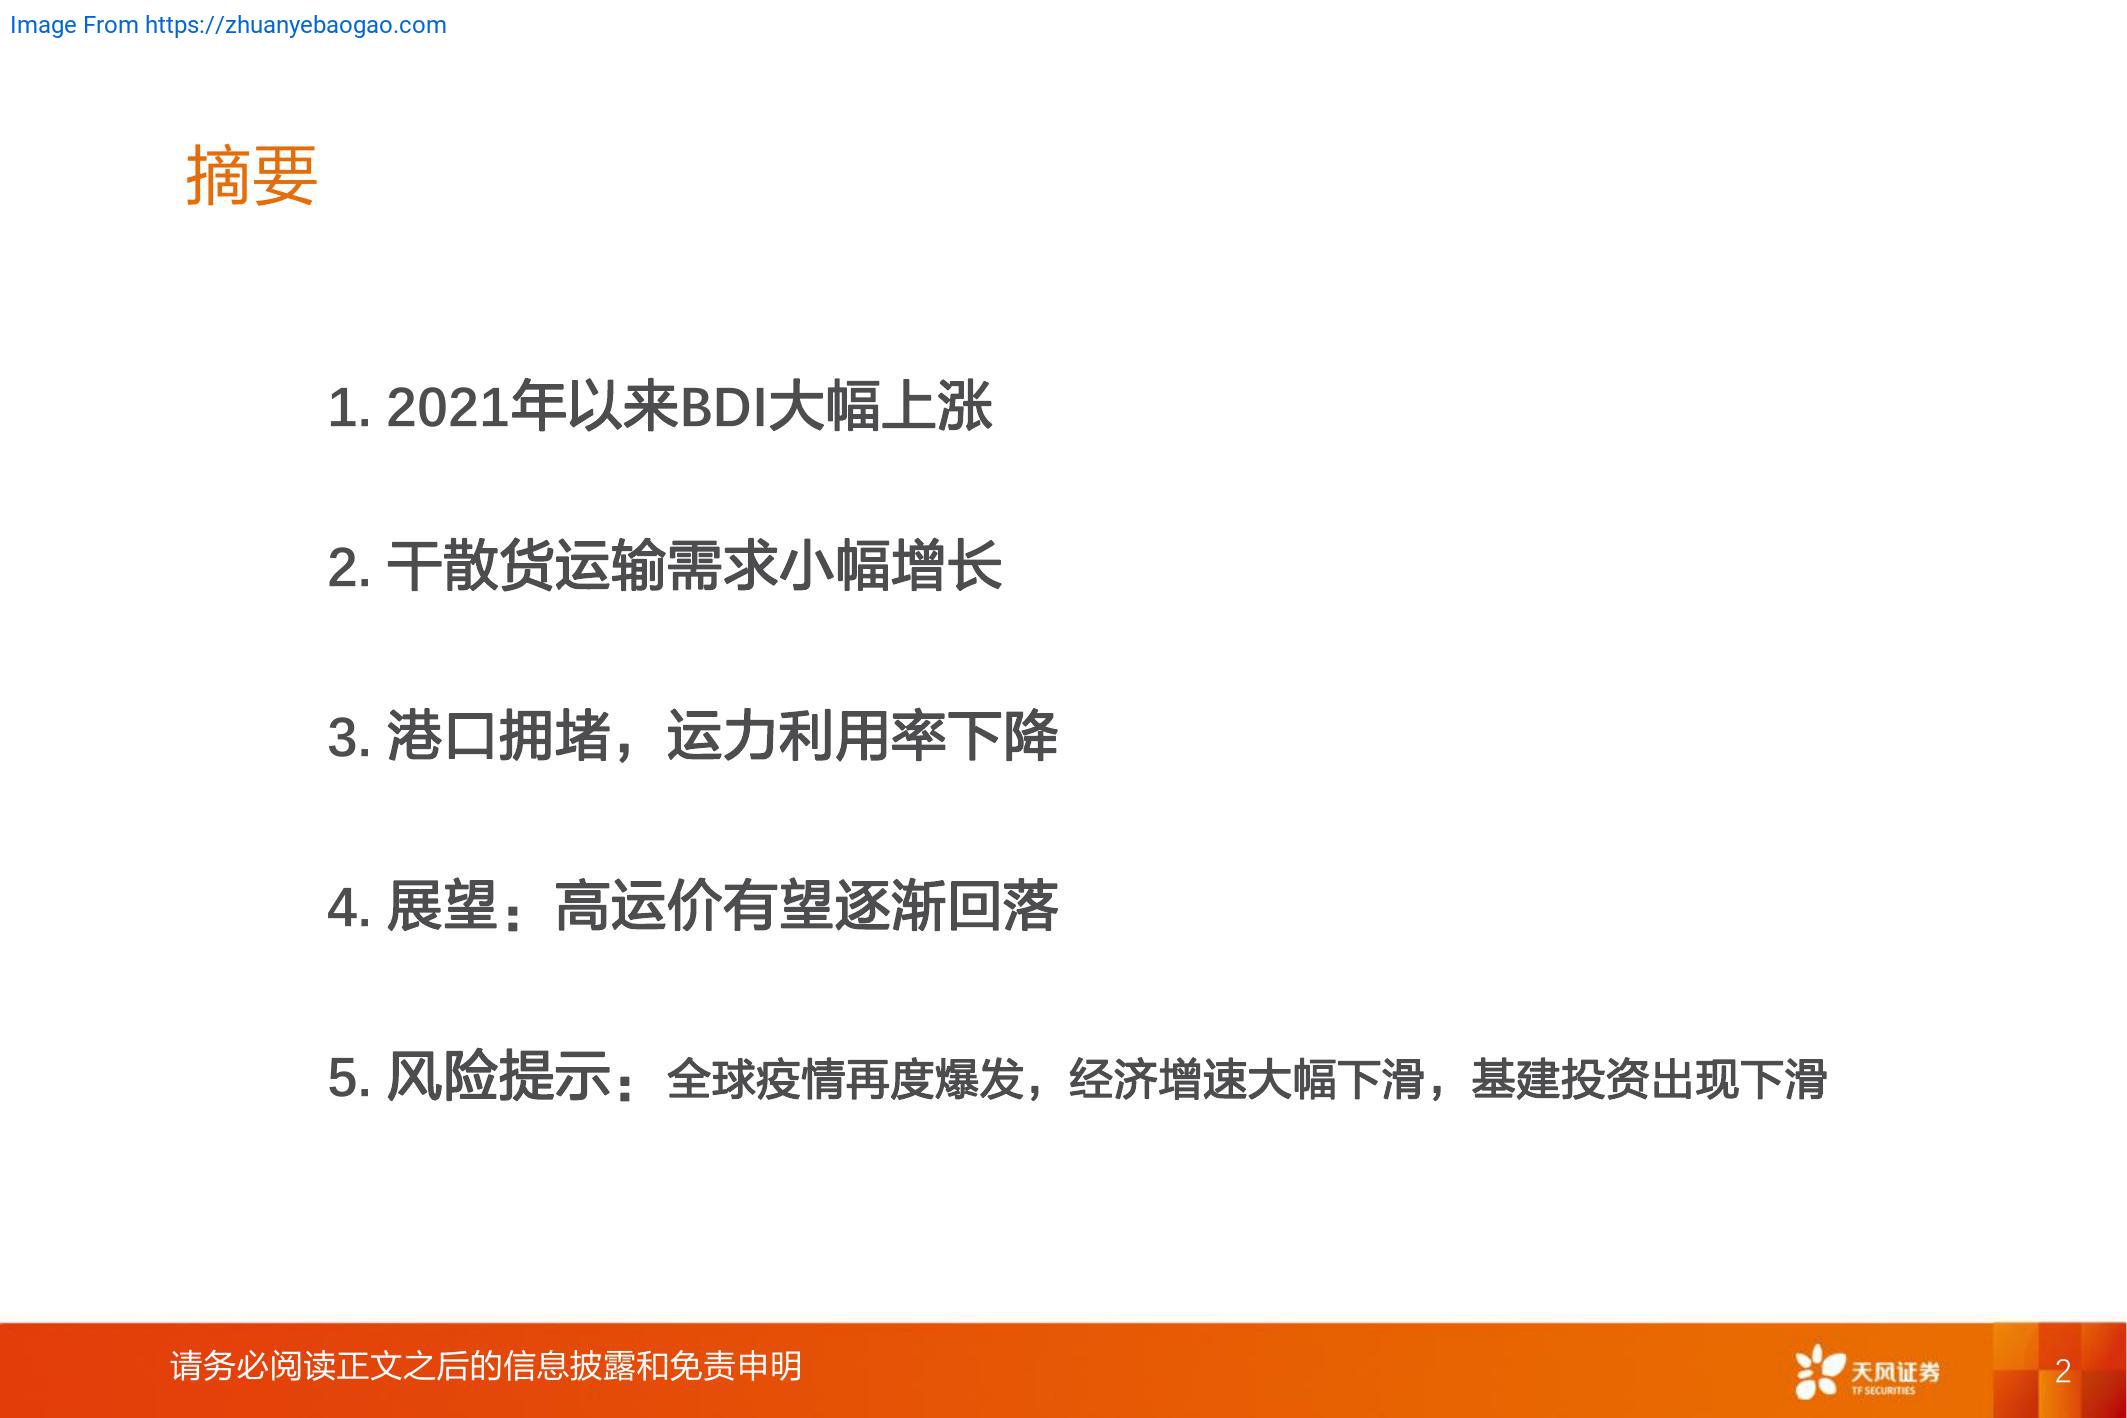 Image From https://zhuanyebaogao.com
摘要
1. 2021年以来BDI大幅上涨
2. 干散货运输需求小幅增长
3. 港口拥堵，运力利用率下降
4. 展望：高运价有望逐渐回落
5. 风险提示：全球疫情再度爆发，经济增速大幅下滑，基建投资出现下滑
请务必阅读正文之后的信息披露和免责申明
天风证券
TF SECURITIES
2